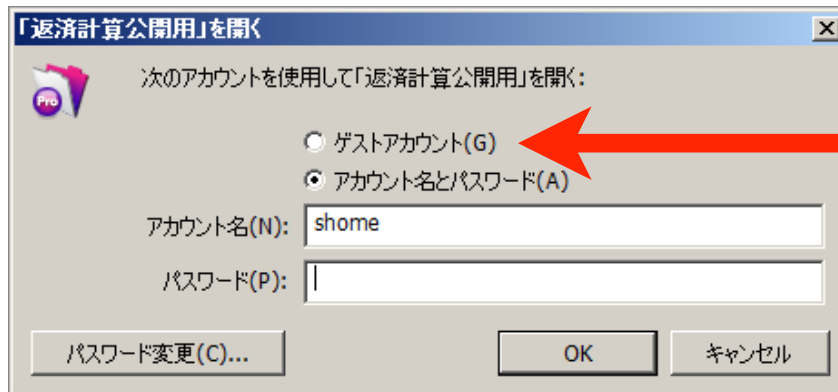 「返済計算公開用」を開く
Pro
次のアカウントを使用して「返済計算公開用」を開く:
ゲストアカウント(G)
アカウント名とパスワード(A)
アカウント名(N): shome
パスワード(P):
パスワード変更(C)... OK キャンセル